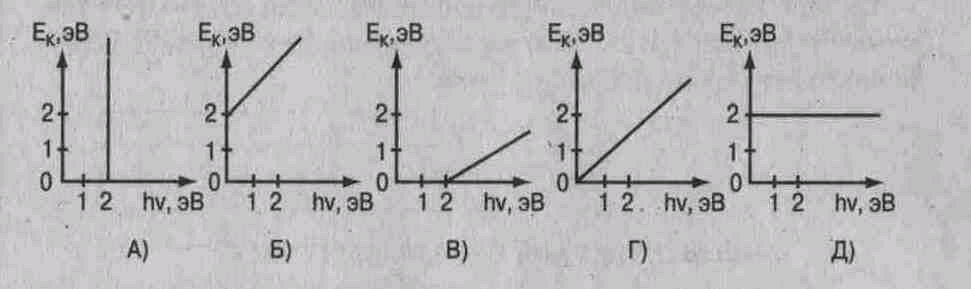 Eк,эВ Eк,эВ Eк,эВ Eк,эВ Eк,эВ
2 2 2 2 2
1 1 1 1 1
0 0 0 0 0
1 2 hν, эВ 1 2 hν, эВ 1 2 hν, эВ 1 2 hν, эВ 1 2 hν, эВ
А) Б) В) Г) Д)